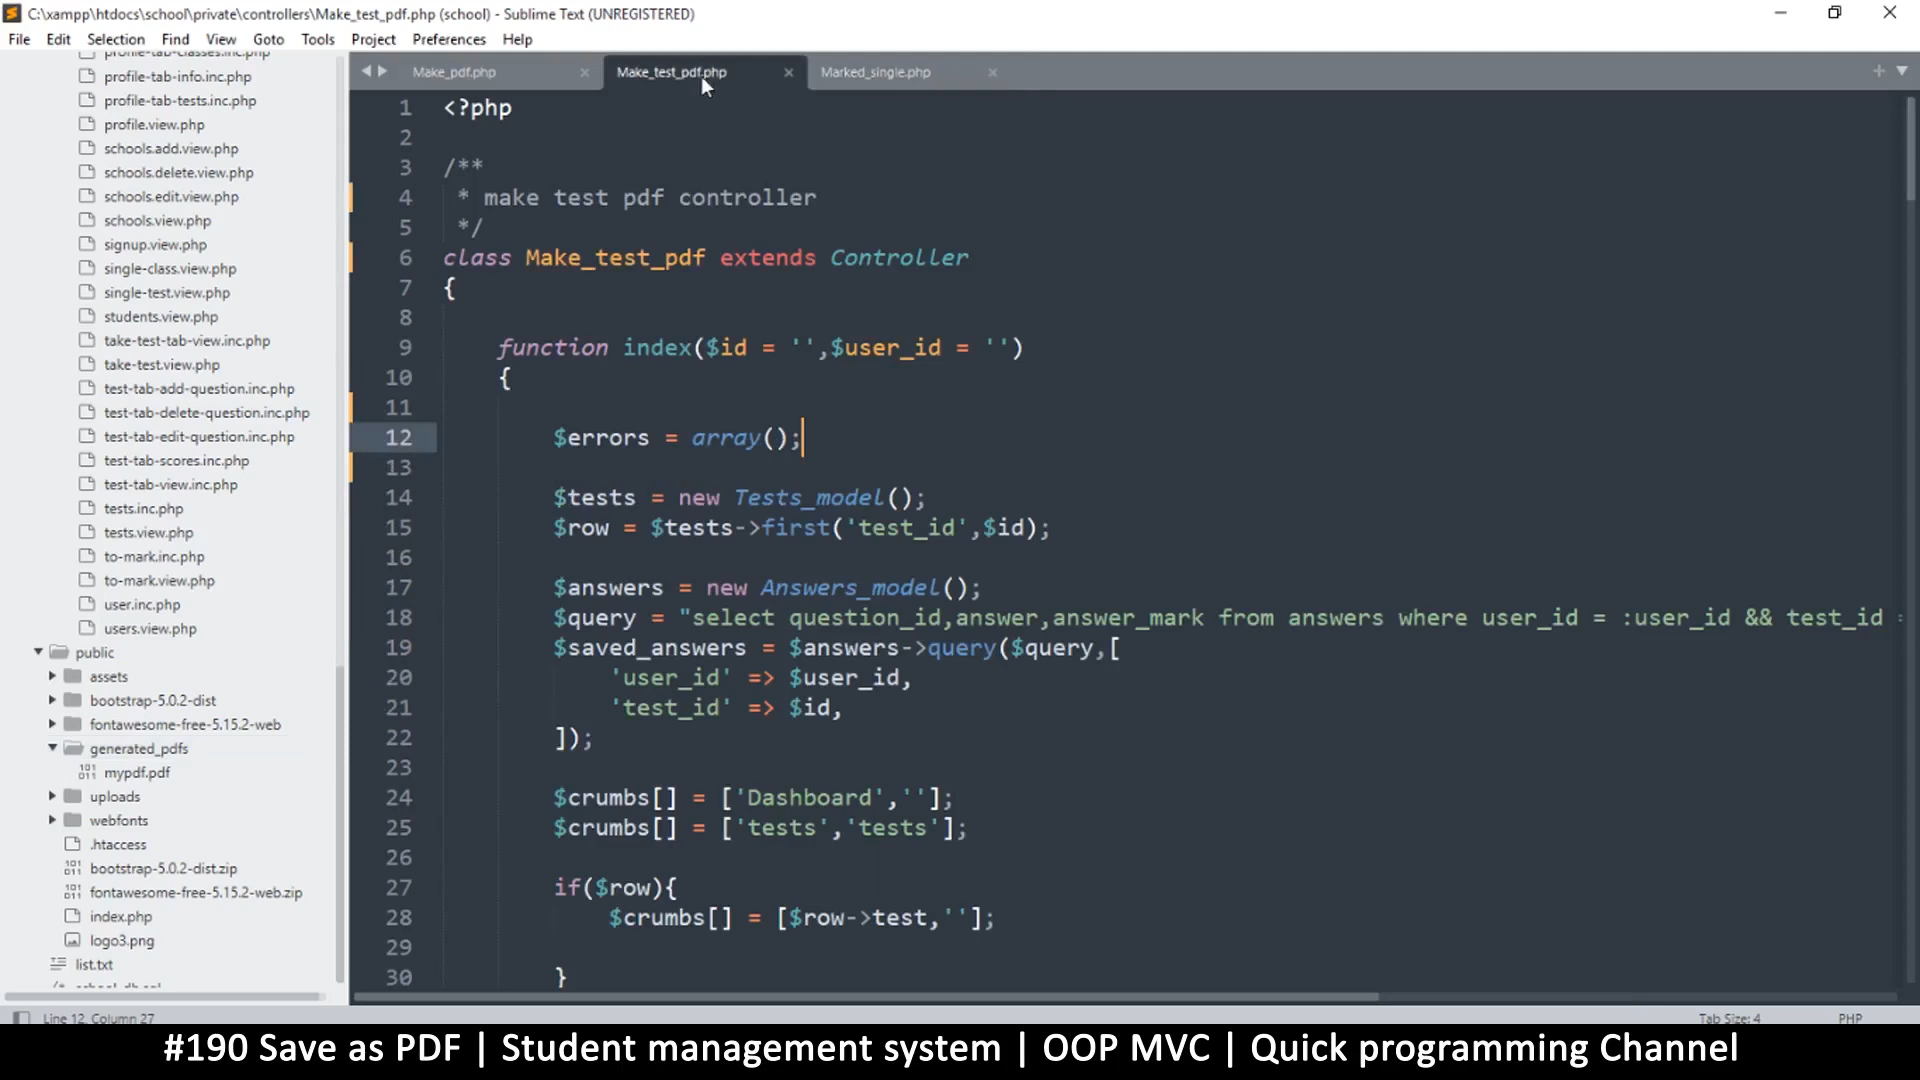 C:\xampp\htdocs\school\private\controllers\Make_test_pdf.php (school) - Sublime Text (UNREGISTERED)
File Edit Selection Find View Goto Tools Project Preferences Help
profile-tab-classes.inc.php
profile-tab-info.inc.php
profile-tab-tests.inc.php
profile.view.php
schools.add.view.php
schools.delete.view.php
schools.edit.view.php
schools.view.php
signup.view.php
single-class.view.php
single-test.view.php
students.view.php
take-test-tab-view.inc.php
take-test.view.php
test-tab-add-question.inc.php
test-tab-delete-question.inc.php
test-tab-edit-question.inc.php
test-tab-scores.inc.php
test-tab-view.inc.php
tests.inc.php
tests.view.php
to-mark.inc.php
to-mark.view.php
user.inc.php
users.view.php
public
assets
bootstrap-5.0.2-dist
fontawesome-free-5.15.2-web
generated_pdfs
mypdf.pdf
uploads
webfonts
.htaccess
bootstrap-5.0.2-dist.zip
fontawesome-free-5.15.2-web.zip
index.php
logo3.png
list.txt
Make_pdf.php Make_test_pdf.php Marked_single.php
1 <?php
2
3 /**
4 * make test pdf controller
5 */
6 class Make_test_pdf extends Controller
7 {
8
9 function index($id = '',$user_id = '')
10 {
11
12 $errors = array();
13
14 $tests = new Tests_model();
15 $row = $tests->first('test_id',$id);
16
17 $answers = new Answers_model();
18 $query = "select question_id,answer,answer_mark from answers where user_id = :user_id && test_id
19 $saved_answers = $answers->query($query,[
20 'user_id' => $user_id,
21 'test_id' => $id,
22 ]);
23
24 $crumbs[] = ['Dashboard',''];
25 $crumbs[] = ['tests','tests'];
26
27 if($row){
28 $crumbs[] = [$row->test,''];
29
30 }
Line 12, Column 27
Tab Size: 4 PHP
#190 Save as PDF | Student management system | OOP MVC | Quick programming Channel